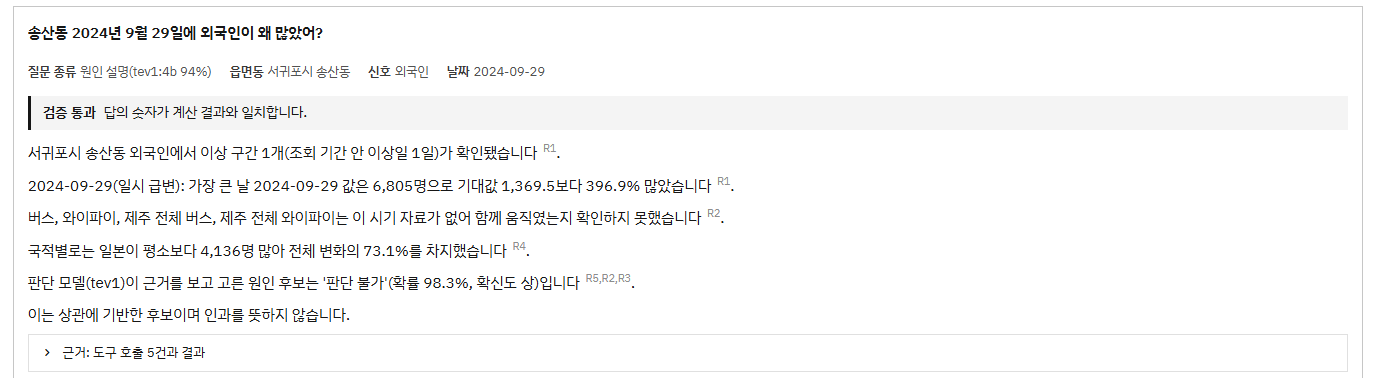 송산동 2024년 9월 29일에 외국인이 왜 많았어?
질문 종류 원인 설명(tev1:4b 94%) 읍면동 서귀포시 송산동 신호 외국인 날짜 2024-09-29
검증 통과 답의 숫자가 계산 결과와 일치합니다.
서귀포시 송산동 외국인에서 이상 구간 1개(조회 기간 안 이상일 1일)가 확인됐습니다 R1.
2024-09-29(일시 급변): 가장 큰 날 2024-09-29 값은 6,805명으로 기대값 1,369.5보다 396.9% 많았습니다 R1.
버스, 와이파이, 제주 전체 버스, 제주 전체 와이파이는 이 시기 자료가 없어 함께 움직였는지 확인하지 못했습니다 R2.
국적별로는 일본이 평소보다 4,136명 많아 전체 변화의 73.1%를 차지했습니다 R4.
판단 모델(tev1)이 근거를 보고 고른 원인 후보는 '판단 불가'(확률 98.3%, 확신도 상)입니다 R5,R2,R3.
이는 상관에 기반한 후보이며 인과를 뜻하지 않습니다.
> 근거: 도구 호출 5건과 결과